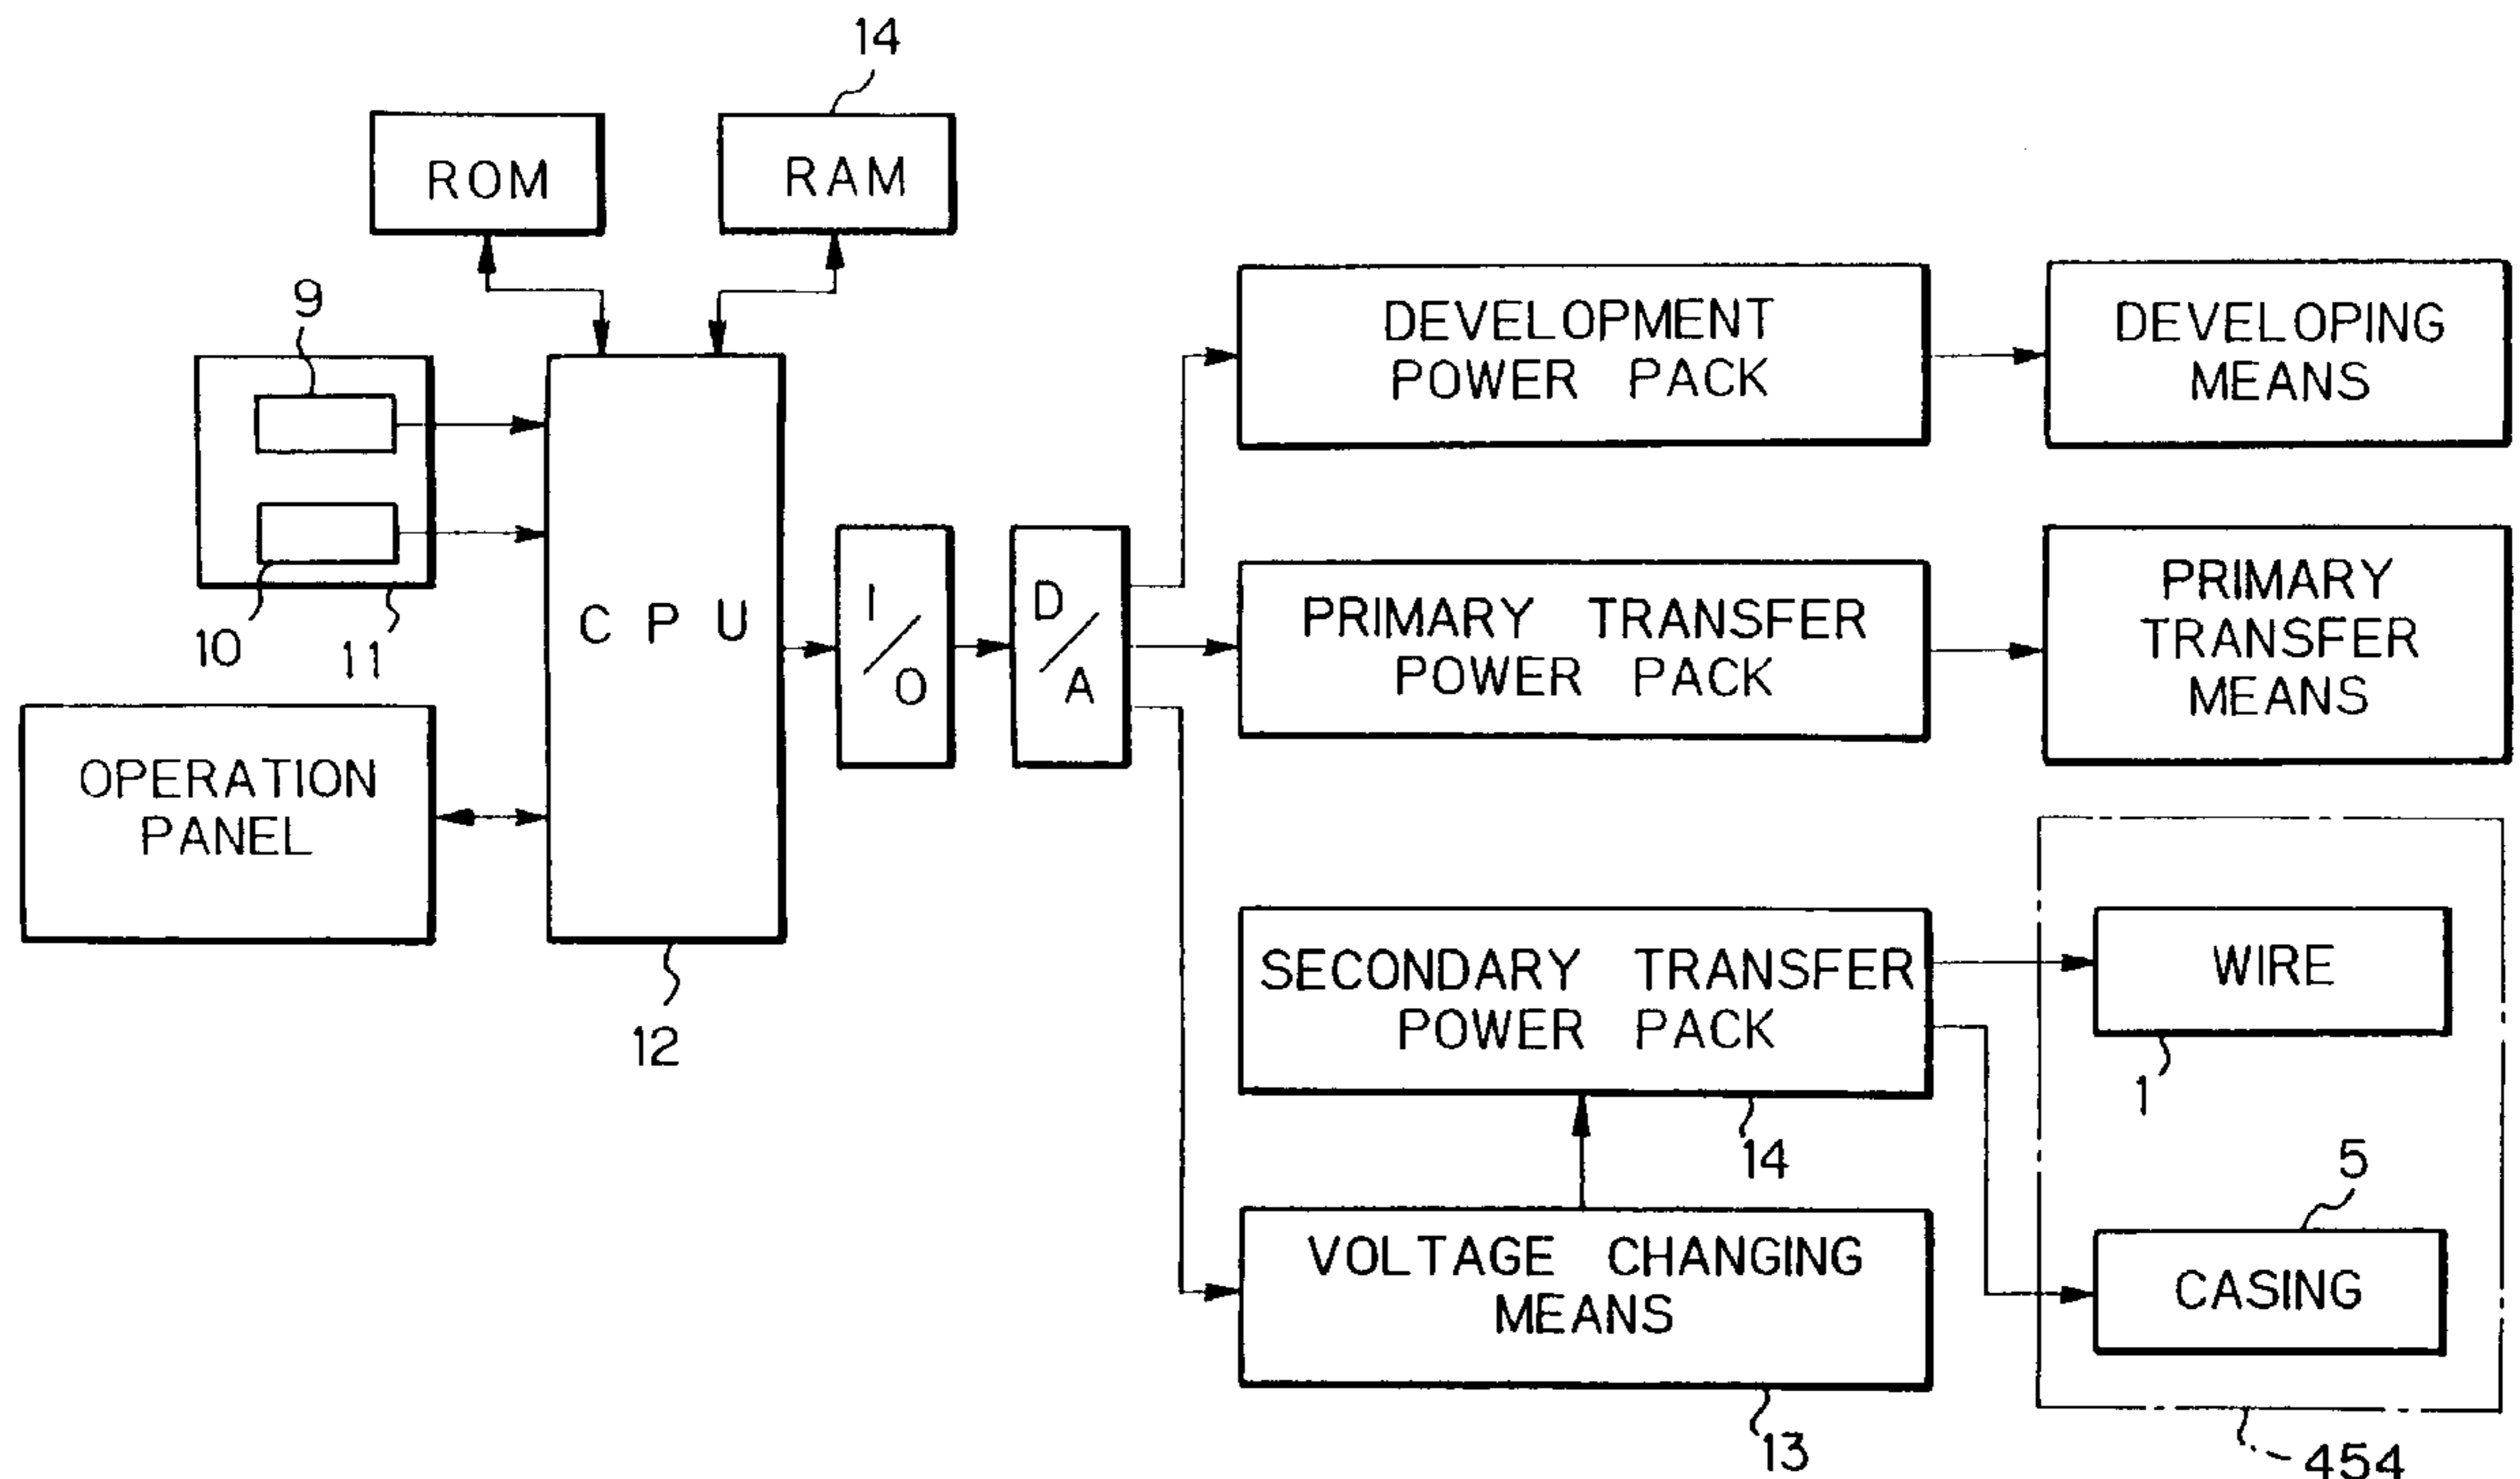 14
ROM
RAM
9
DEVELOPMENT
POWER PACK
DEVELOPING
MEANS
10
11
C P U
I/O
D/A
PRIMARY TRANSFER
POWER PACK
PRIMARY
TRANSFER
MEANS
OPERATION
PANEL
12
SECONDARY TRANSFER
POWER PACK
14
WIRE
1
5
VOLTAGE CHANGING
MEANS
13
CASING
454